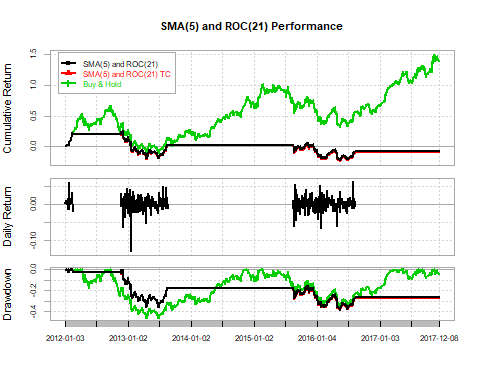 SMA(5) and ROC(21) Performance
Cumulative Return
1.5
1.0
0.5
0.0
SMA(5) and ROC(21)
SMA(5) and ROC(21) TC
Buy & Hold
Daily Return
0.00
-0.10
Drawdown
0.0
-0.2
-0.4
2012-01-03 2013-01-02 2014-01-02 2015-01-02 2016-01-04 2017-01-03 2017-12-08